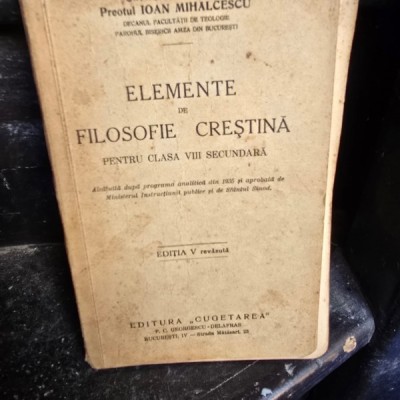 Preotul IOAN MIHALCESCU
DECANUL FACULTĂȚII DE TEOLOGIE
PAROHUL BISERICII AMZA DIN BUCUREȘTI
ELEMENTE
DE
FILOSOFIE CREȘTINĂ
PENTRU CLASA VIII SECUNDARĂ
Alcătuită după programa analitică din 1935 și aprobată de
Ministerul Instrucțiunii publice și de Sfântul Sinod.
EDIȚIA V revăzută
EDITURA „CUGETAREA"
P. C. GEORGESCU-DELAFRAS
BUCUREȘTI, IV — Strada